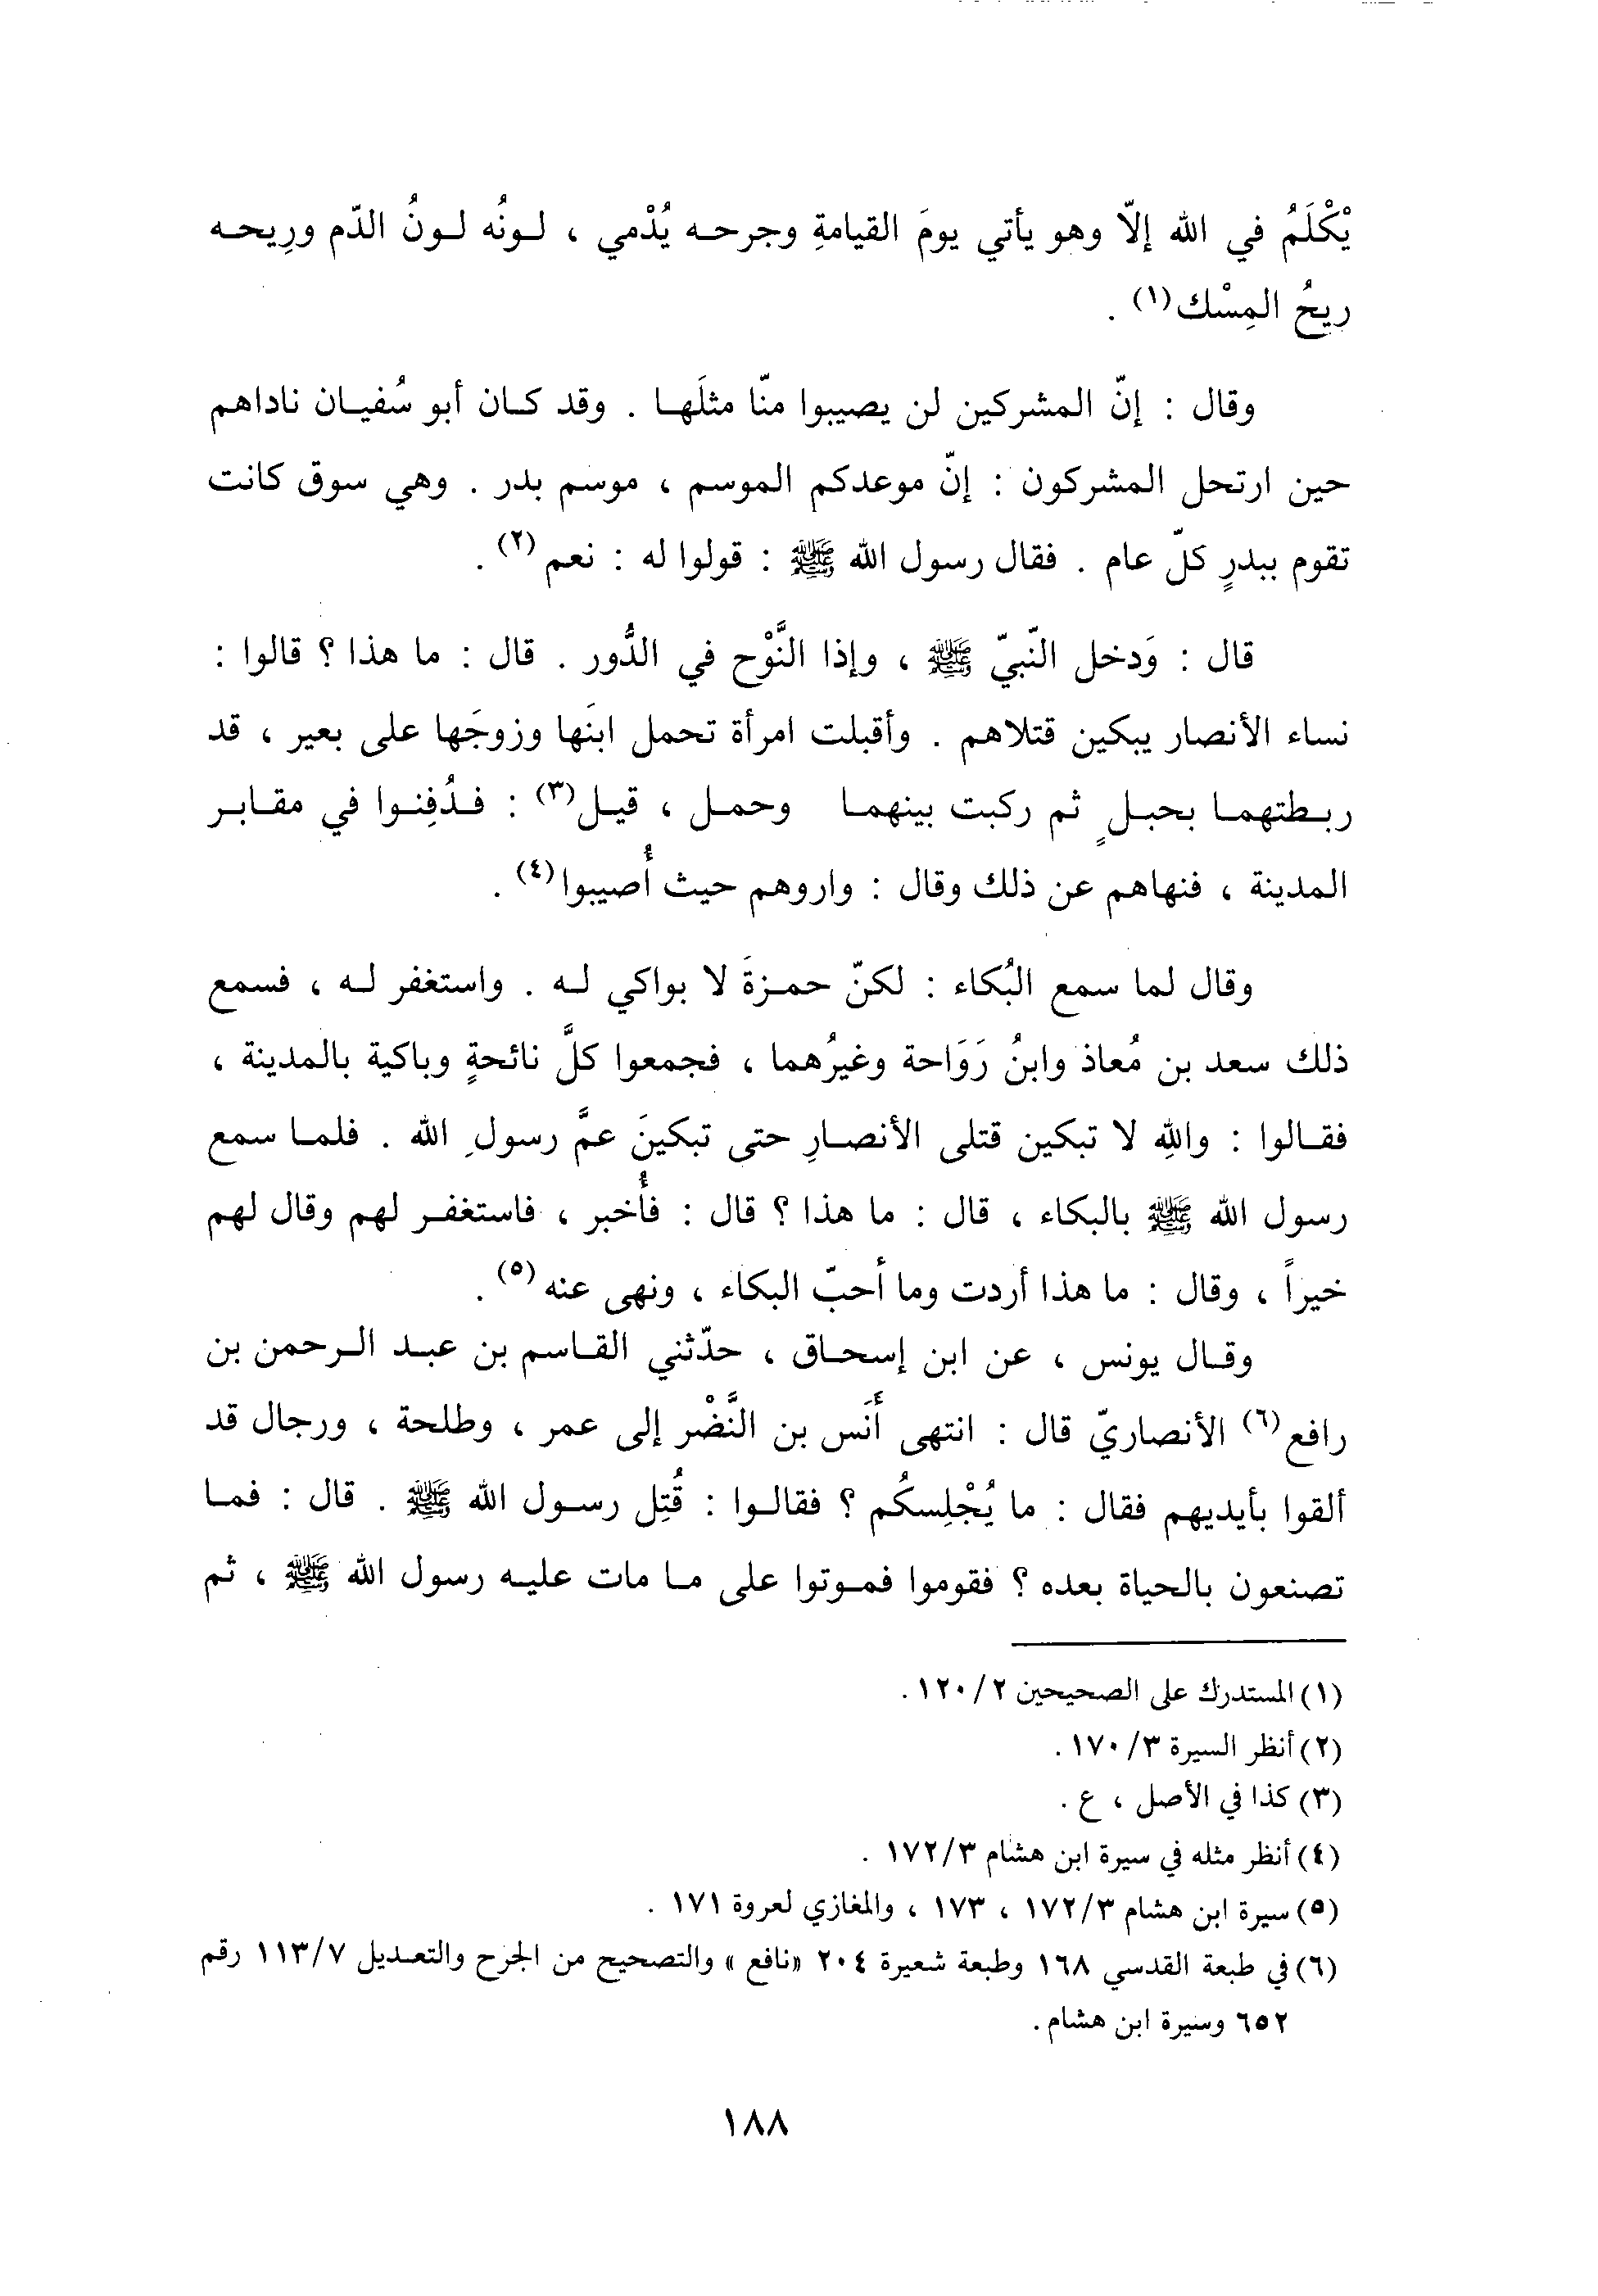 يْكْلَمُ في الله إلاّ وهو يأتي يومَ القيامةِ وجرحه يُدْمي ، لونُه لونُ الدّم ورِيحه
ريحُ المِسْك(١) .
وقال : إنّ المشركين لن يصيبوا منّا مثلَها . وقد كان أبو سُفيان ناداهم
حين ارتحل المشركون : إنّ موعدكم الموسم ، موسم بدر . وهي سوق كانت
تقوم ببدرٍ كلّ عام . فقال رسول الله ﷺ : قولوا له : نعم(٢) .
قال : وَدخل النّبيّ ﷺ ، وإذا النَّوْح في الدُّور . قال : ما هذا ؟ قالوا :
نساء الأنصار يبكين قتلاهم . وأقبلت امرأة تحمل ابنَها وزوجَها على بعير ، قد
ربطتهما بحبلٍ ثم ركبت بينهما وحمل ، قيل(٣) : فدُفِنوا في مقابر
المدينة ، فنهاهم عن ذلك وقال : واروهم حيث أُصيبوا(٤) .
وقال لما سمع البُكاء : لكنّ حمزةَ لا بواكي له . واستغفر له ، فسمع
ذلك سعد بن مُعاذ وابنُ رَوَاحة وغيرُهما ، فجمعوا كلَّ نائحةٍ وباكية بالمدينة ،
فقالوا : واللهِ لا تبكين قتلى الأنصارِ حتى تبكينَ عمَّ رسولِ الله . فلما سمع
رسول الله ﷺ بالبكاء ، قال : ما هذا ؟ قال : فأُخبر ، فاستغفر لهم وقال لهم
خيراً ، وقال : ما هذا أردت وما أحبّ البكاء ، ونهى عنه(٥) .
وقال يونس ، عن ابن إسحاق ، حدّثني القاسم بن عبد الرحمن بن
رافع(٦) الأنصاريّ قال : انتهى أَنَس بن النَّضْر إلى عمر ، وطلحة ، ورجال قد
ألقوا بأيديهم فقال : ما يُجْلِسكُم ؟ فقالوا : قُتِل رسول الله ﷺ . قال : فما
تصنعون بالحياة بعده ؟ فقوموا فموتوا على ما مات عليه رسول الله ﷺ ، ثم
(١) المستدرك على الصحيحين ١٢٠/٢ .
(٢) أنظر السيرة ١٧٠/٣ .
(٣) كذا في الأصل ، ع .
(٤) أنظر مثله في سيرة ابن هشام ١٧٢/٣ .
(٥) سيرة ابن هشام ١٧٢/٣ ، ١٧٣ ، والمغازي لعروة ١٧١ .
(٦) في طبعة القدسي ١٦٨ وطبعة شعيرة ٢٠٤ «نافع» والتصحيح من الجرح والتعديل ١١٣/٧ رقم
٦٥٢ وسيرة ابن هشام .
١٨٨